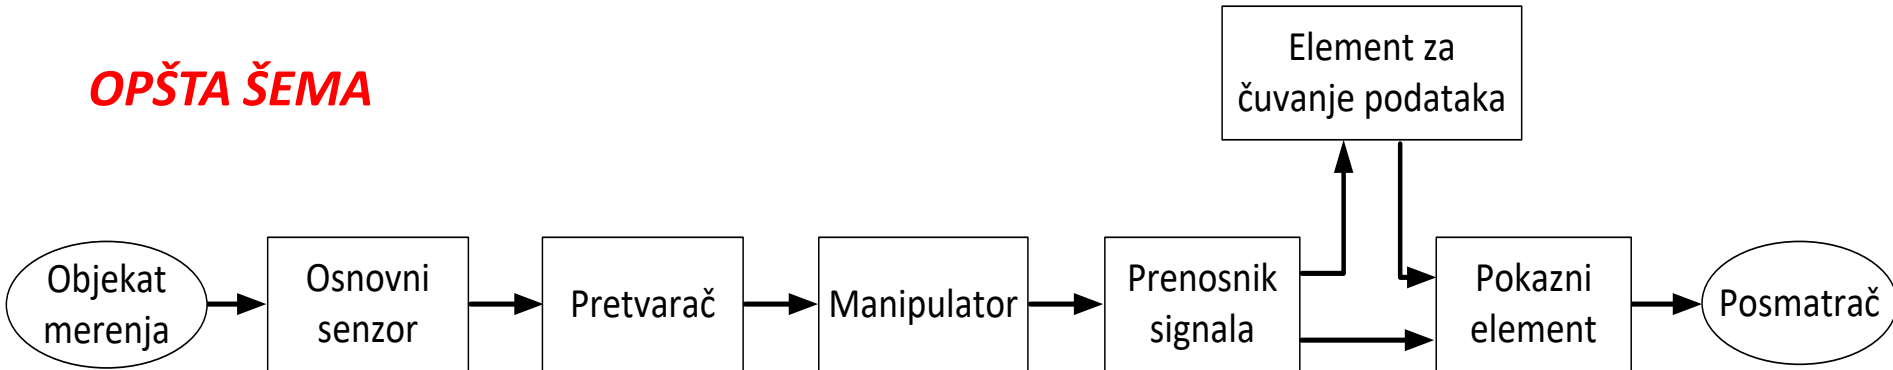 OPŠTA ŠEMA
Element za
čuvanje podataka
Objekat
merenja
Osnovni
senzor
Pretvarač
Manipulator
Prenosnik
signala
Pokazni
element
Posmatrač